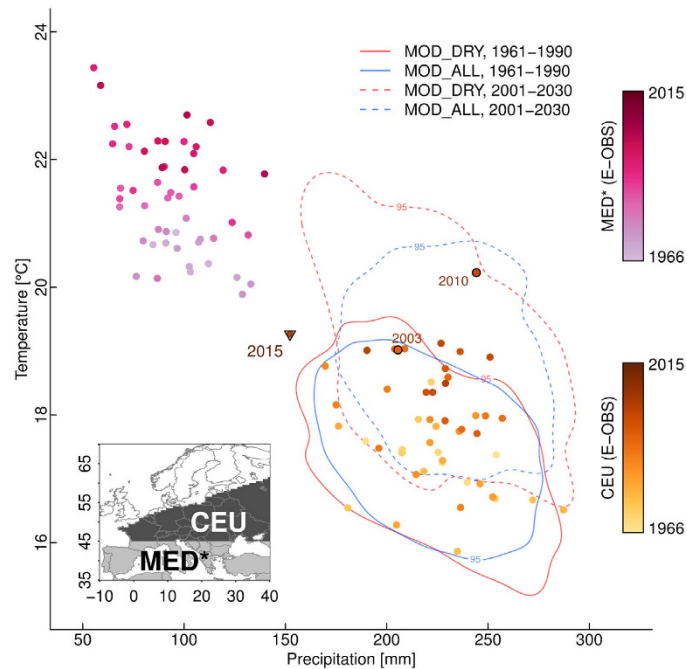 MOD_DRY, 1961−1990
MOD_ALL, 1961−1990
MOD_DRY, 2001−2030
MOD_ALL, 2001−2030
2015
MED* (E−OBS)
1966
2015
CEU (E−OBS)
1966
Temperature [°C]
24
22
20
18
16
95
95
95
95
2010
2003
2015
CEU
MED*
65
55
45
35
−10 0 10 20 30 40
50 100 150 200 250 300
Precipitation [mm]